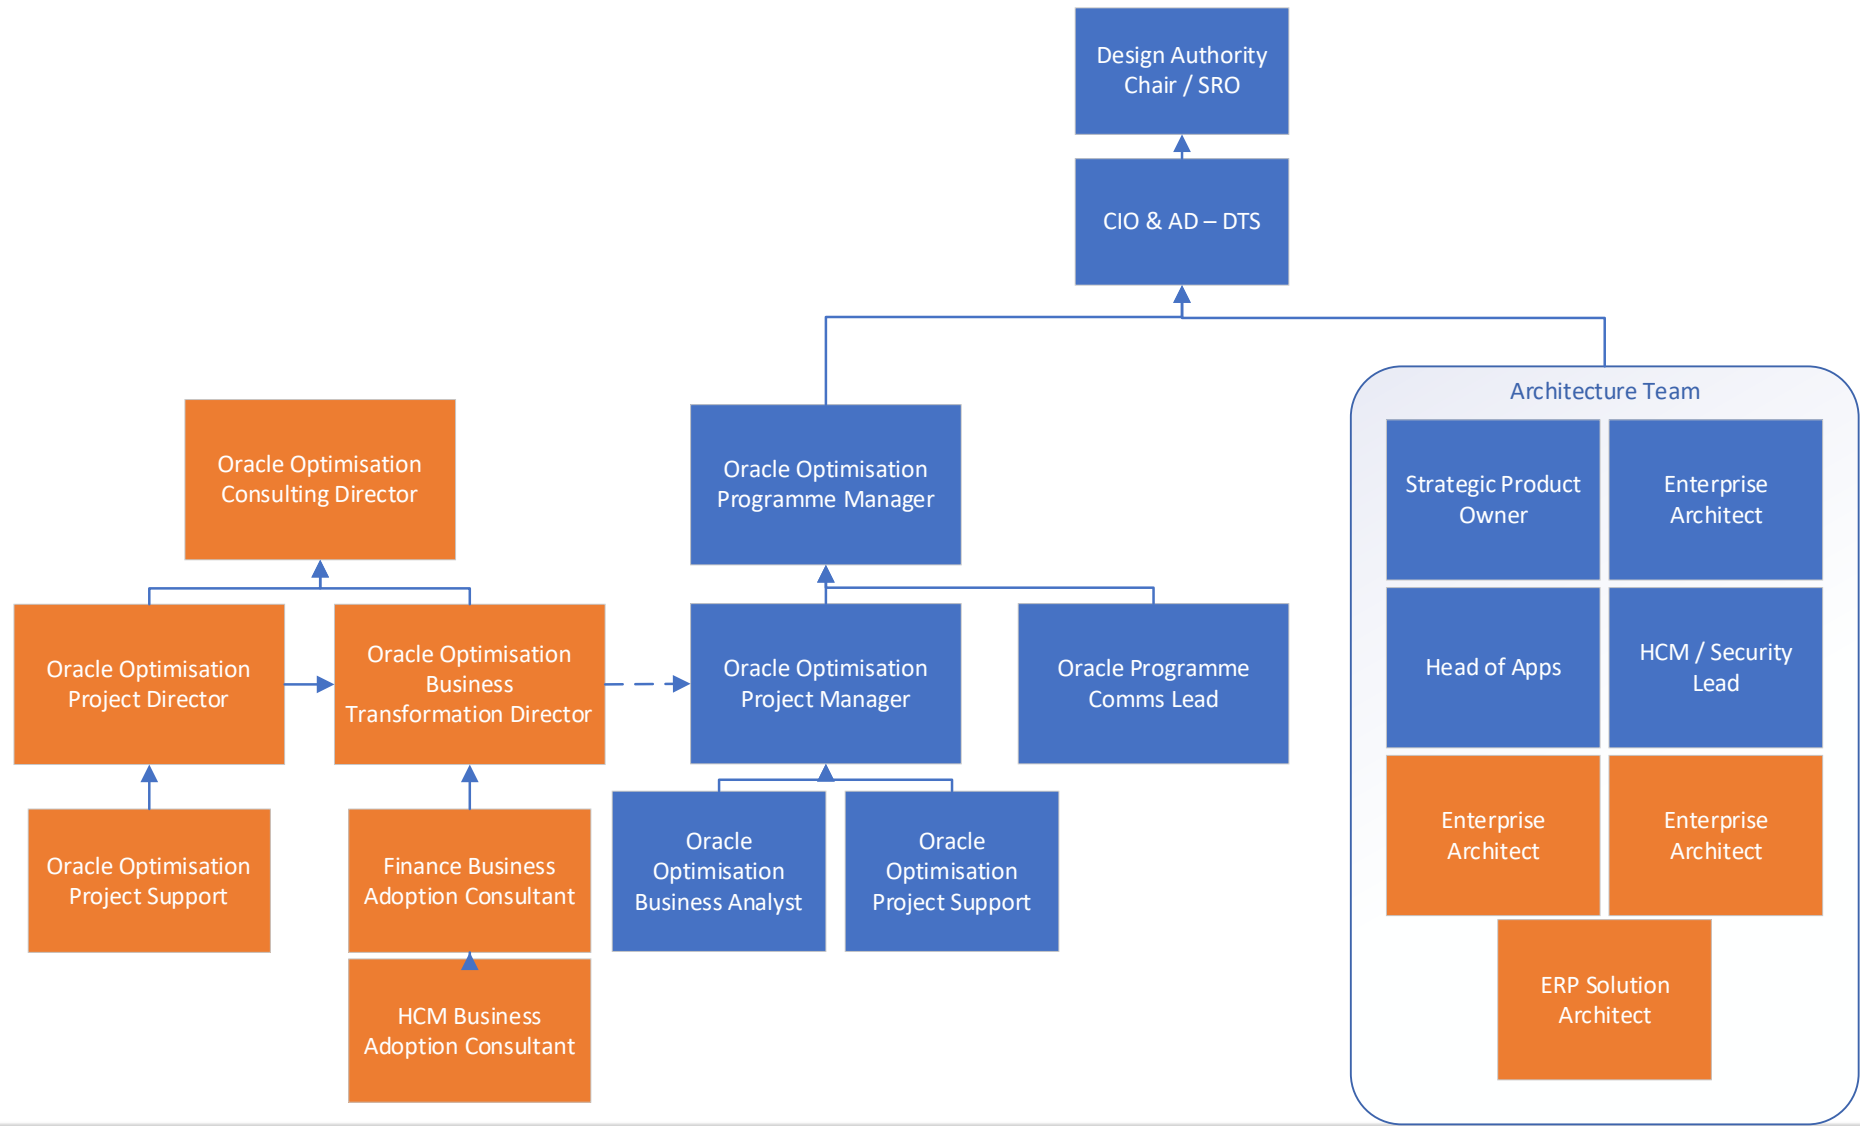 Design Authority
Chair / SRO
CIO & AD – DTS
Architecture Team
Oracle Optimisation
Consulting Director
Oracle Optimisation
Programme Manager
Strategic Product
Owner
Enterprise
Architect
Oracle Optimisation
Project Director
Oracle Optimisation
Business
Transformation Director
Oracle Optimisation
Project Manager
Oracle Programme
Comms Lead
Head of Apps
HCM / Security
Lead
Oracle Optimisation
Project Support
Finance Business
Adoption Consultant
Oracle
Optimisation
Business Analyst
Oracle
Optimisation
Project Support
Enterprise
Architect
Enterprise
Architect
HCM Business
Adoption Consultant
ERP Solution
Architect